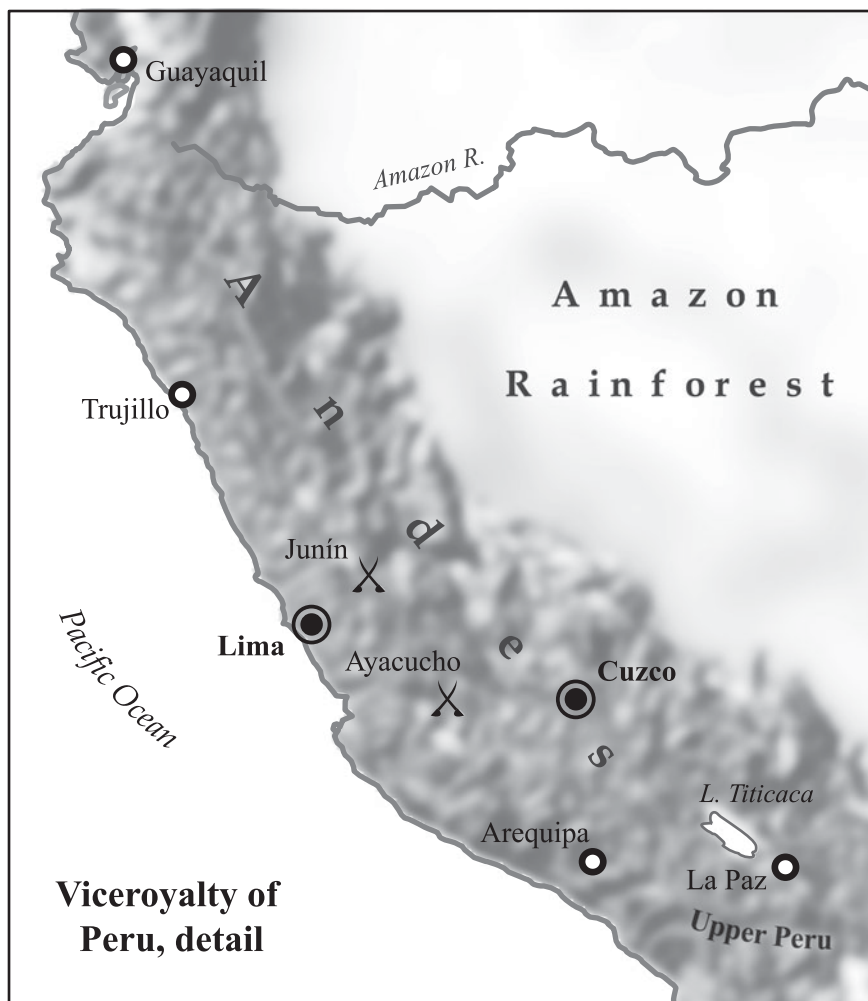 Guayaquil
Amazon R.
Amazon
Rainforest
Andes
Trujillo
Junín
Lima
Pacific Ocean
Ayacucho
Cuzco
L. Titicaca
Arequipa
La Paz
Upper Peru
Viceroyalty of
Peru, detail